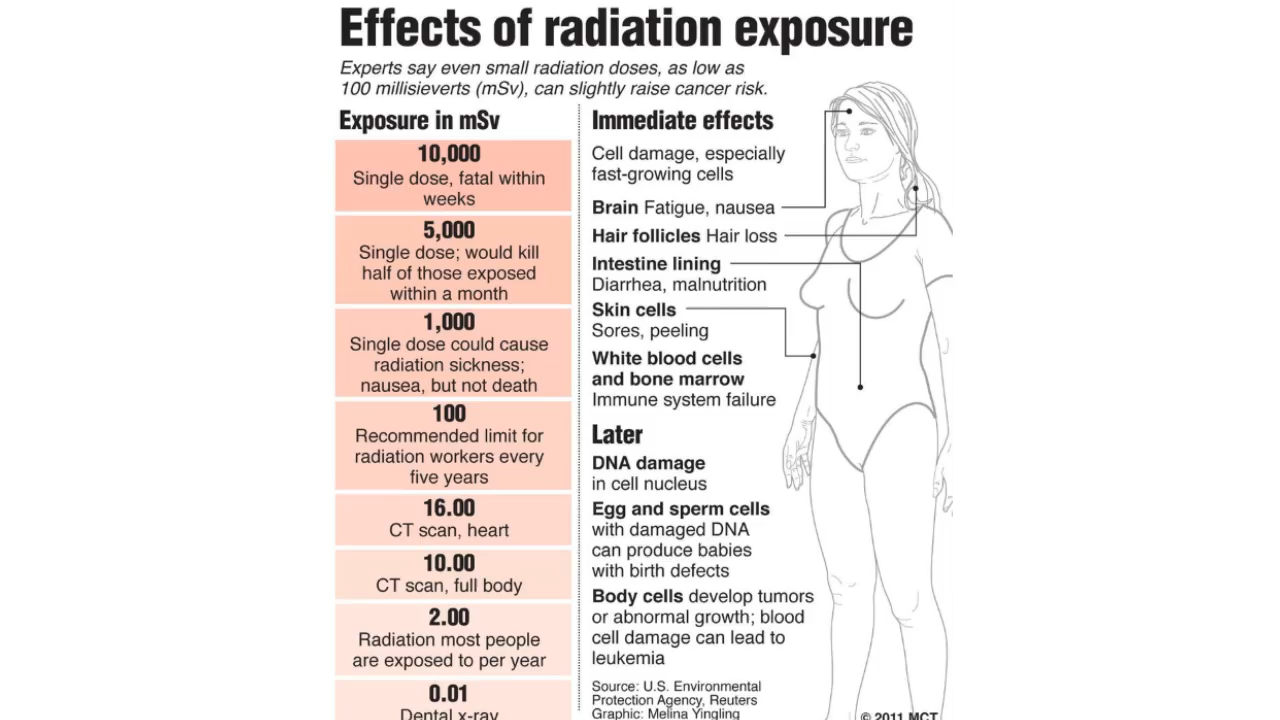 Effects of radiation exposure
Experts say even small radiation doses, as low as
100 millisieverts (mSv), can slightly raise cancer risk.
Exposure in mSv
10,000
Single dose, fatal within
weeks
5,000
Single dose; would kill
half of those exposed
within a month
1,000
Single dose could cause
radiation sickness;
nausea, but not death
100
Recommended limit for
radiation workers every
five years
16.00
CT scan, heart
10.00
CT scan, full body
2.00
Radiation most people
are exposed to per year
0.01
Dental x-ray
Immediate effects
Cell damage, especially
fast-growing cells
Brain Fatigue, nausea
Hair follicles Hair loss
Intestine lining
Diarrhea, malnutrition
Skin cells
Sores, peeling
White blood cells
and bone marrow
Immune system failure
Later
DNA damage
in cell nucleus
Egg and sperm cells
with damaged DNA
can produce babies
with birth defects
Body cells develop tumors
or abnormal growth; blood
cell damage can lead to
leukemia
Source: U.S. Environmental
Protection Agency, Reuters
Graphic: Melina Yingling
© 2011 MCT